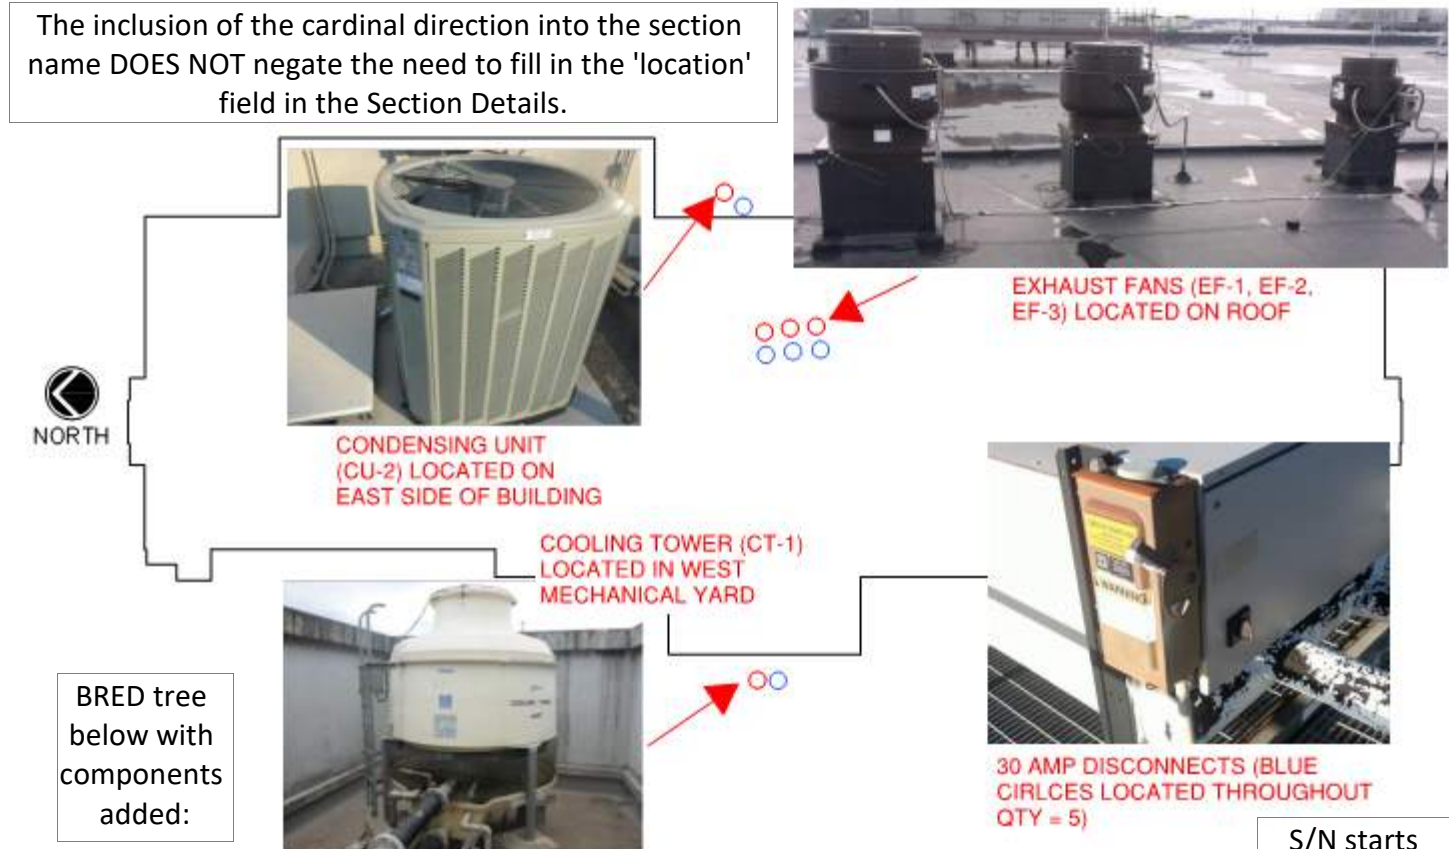 The inclusion of the cardinal direction into the section
name DOES NOT negate the need to fill in the 'location'
field in the Section Details.
EXHAUST FANS (EF-1, EF-2,
EF-3) LOCATED ON ROOF
NORTH
CONDENSING UNIT
(CU-2) LOCATED ON
EAST SIDE OF BUILDING
COOLING TOWER (CT-1)
LOCATED IN WEST
MECHANICAL YARD
WARNING
BRED tree
below with
components
added:
30 AMP DISCONNECTS (BLUE
CIRLCES LOCATED THROUGHOUT
QTY = 5)
S/N starts